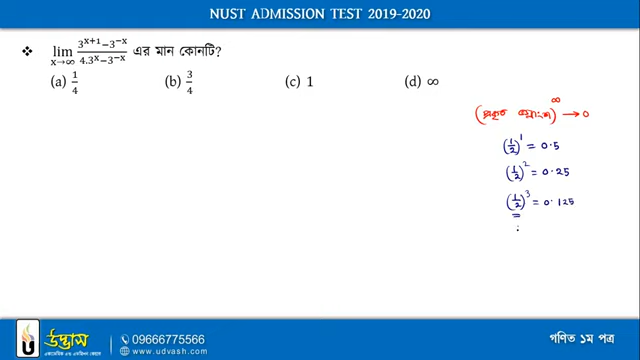 NUST ADMISSION TEST 2019-2020
❖ lim x→∞ (3^(x+1) − 3^(−x))/(4.3^x − 3^(−x)) এর মান কোনটি?
(a) 1/4 (b) 3/4 (c) 1 (d) ∞
(প্রকৃত ভগ্নাংশ)^∞ → 0
(1/2)^1 = 0.5
(1/2)^2 = 0.25
(1/2)^3 = 0.125
উদ্ভাস
09666775566
www.udvash.com
গণিত ১ম পত্র